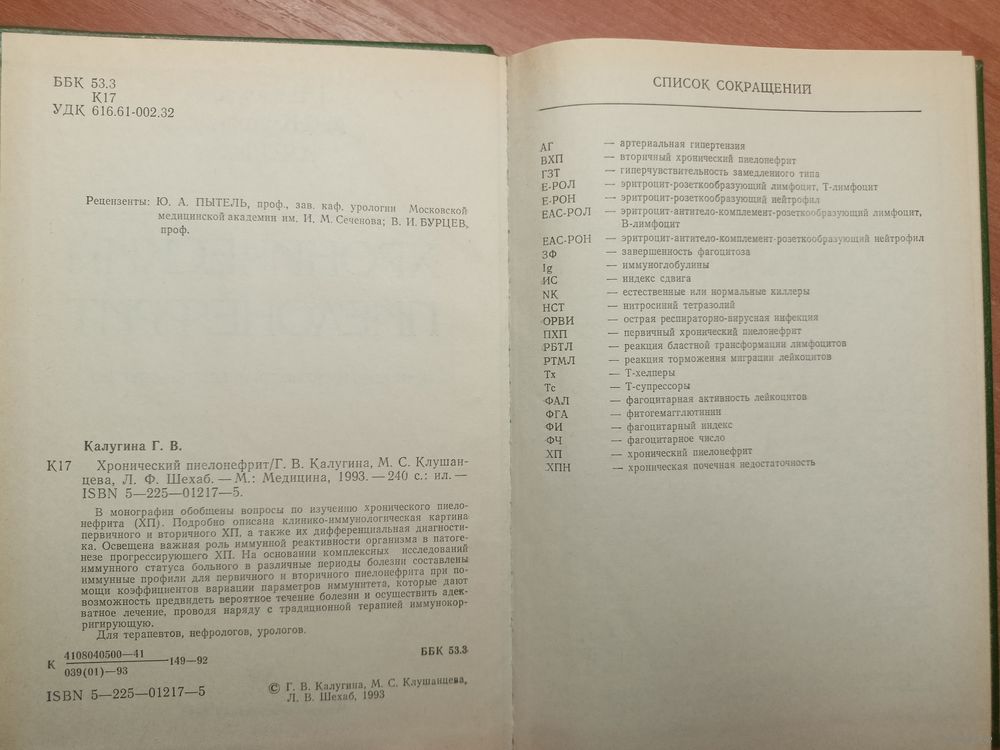 ББК 53.3
К17
УДК 616.61-002.32
Рецензенты: Ю. А. ПЫТЕЛЬ, проф., зав. каф. урологии Московской
медицинской академии им. И. М. Сеченова; В. И. БУРЦЕВ,
проф.
Калугина Г. В.
К17 Хронический пиелонефрит/Г. В. Калугина, М. С. Клушан-
цева, Л. Ф. Шехаб. — М.: Медицина, 1993. — 240 с.: ил. —
ISBN 5—225—01217—5.
В монографии обобщены вопросы по изучению хронического пиело-
нефрита (ХП). Подробно описана клинико-иммунологическая картина
первичного и вторичного ХП, а также их дифференциальная диагности-
ка. Освещена важная роль иммунной реактивности организма в патоге-
незе прогрессирующего ХП. На основании комплексных исследований
иммунного статуса больного в различные периоды болезни составлены
иммунные профили для первичного и вторичного пиелонефрита при по-
мощи коэффициентов вариации параметров иммунитета, которые дают
возможность предвидеть вероятное течение болезни и осуществить адек-
ватное лечение, проводя наряду с традиционной терапией иммунокор-
ригирующую.
Для терапевтов, нефрологов, урологов.
К 4108040500—41
039(01)—93 —149—92
ББК 53.3
ISBN 5—225—01217—5
© Г. В. Калугина, М. С. Клушанцева,
Л. В. Шехаб, 1993
СПИСОК СОКРАЩЕНИЙ
АГ — артериальная гипертензия
ВХП — вторичный хронический пиелонефрит
ГЗТ — гиперчувствительность замедленного типа
Е-РОЛ — эритроцит-розеткообразующий лимфоцит, Т-лимфоцит
Е-РОН — эритроцит-розеткообразующий нейтрофил
ЕАС-РОЛ — эритроцит-антитело-комплемент-розеткообразующий лимфоцит,
В-лимфоцит
ЕАС-РОН — эритроцит-антитело-комплемент-розеткообразующий нейтрофил
ЗФ — завершенность фагоцитоза
Ig — иммуноглобулины
ИС — индекс сдвига
NK — естественные или нормальные киллеры
НСТ — нитросиний тетразолий
ОРВИ — острая респираторно-вирусная инфекция
ПХП — первичный хронический пиелонефрит
РБТЛ — реакция бластной трансформации лимфоцитов
РТМЛ — реакция торможения миграции лейкоцитов
Тх — Т-хелперы
Тс — Т-супрессоры
ФАЛ — фагоцитарная активность лейкоцитов
ФГА — фитогемагглютинин
ФИ — фагоцитарный индекс
ФЧ — фагоцитарное число
ХП — хронический пиелонефрит
ХПН — хроническая почечная недостаточность